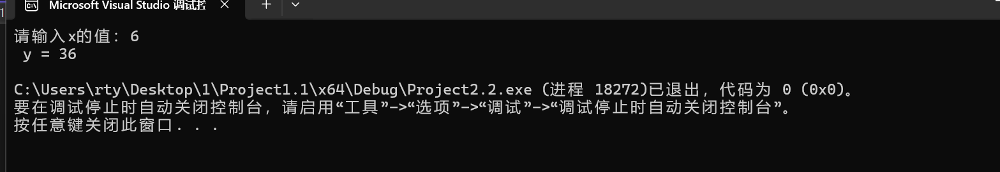 Microsoft Visual Studio 调试控
请输入x的值：6
y = 36
C:\Users\rty\Desktop\1\Project1.1\x64\Debug\Project2.2.exe (进程 18272)已退出，代码为 0 (0x0)。
要在调试停止时自动关闭控制台，请启用“工具”->“选项”->“调试”->“调试停止时自动关闭控制台”。
按任意键关闭此窗口. . .